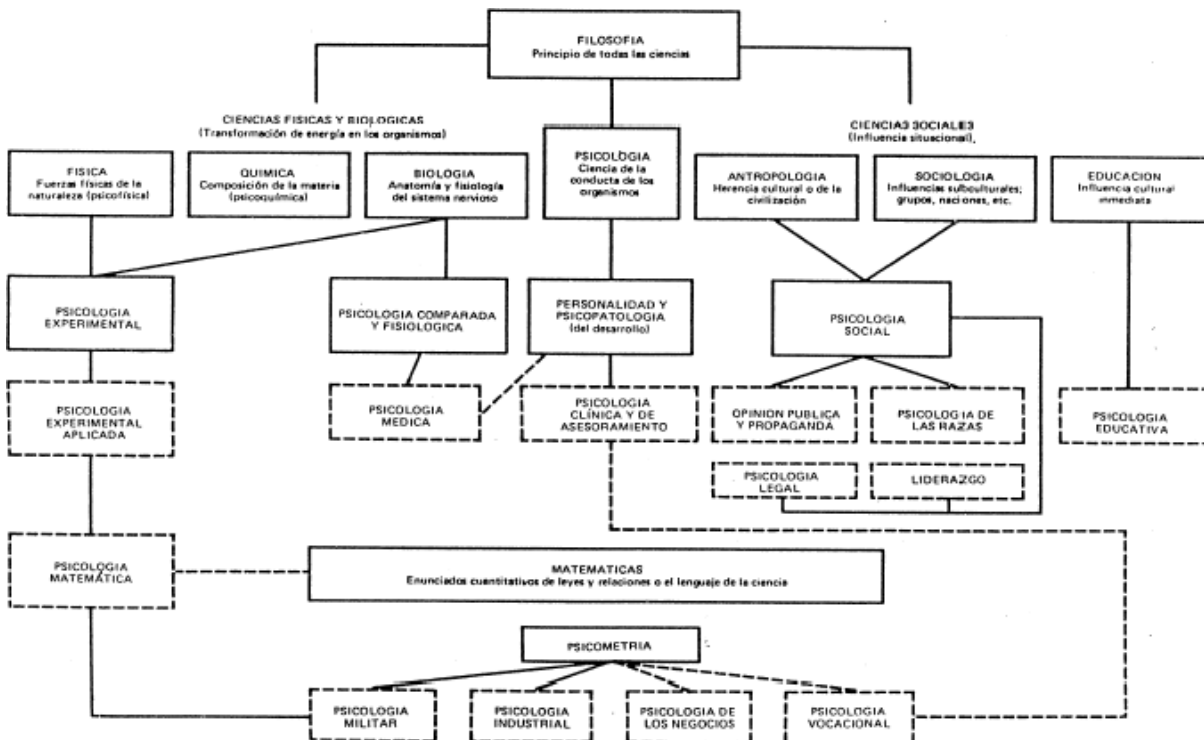 FILOSOFIA
Principio de todas las ciencias
CIENCIAS FISICAS Y BIOLOGICAS
(Transformación de energía en los organismos)
CIENCIAS SOCIALES
(Influencia situacional),
FISICA
Fuerzas físicas de la
naturaleza (psicofísica)
QUIMICA
Composición de la materia
(psicoquímica)
BIOLOGIA
Anatomía y fisiología
del sistema nervioso
PSICOLOGIA
Ciencia de la
conducta de los
organismos
ANTROPOLOGIA
Herencia cultural o de la
civilización
SOCIOLOGIA
Influencias subculturales;
grupos, naciones, etc.
EDUCACION
Influencia cultural
inmediata
PSICOLOGIA
EXPERIMENTAL
PSICOLOGIA COMPARADA
Y FISIOLOGICA
PERSONALIDAD Y
PSICOPATOLOGIA
(del desarrollo)
PSICOLOGIA
SOCIAL
PSICOLOGIA
EXPERIMENTAL
APLICADA
PSICOLOGIA
MEDICA
PSICOLOGIA
CLÍNICA Y DE
ASESORAMIENTO
OPINION PUBLICA
Y PROPAGANDA
PSICOLOGIA DE
LAS RAZAS
PSICOLOGIA
EDUCATIVA
PSICOLOGIA
LEGAL
LIDERAZGO
PSICOLOGIA
MATEMÁTICA
MATEMATICAS
Enunciados cuantitativos de leyes y relaciones o el lenguaje de la ciencia
PSICOMETRIA
PSICOLOGIA
MILITAR
PSICOLOGIA
INDUSTRIAL
PSICOLOGIA DE
LOS NEGOCIOS
PSICOLOGIA
VOCACIONAL